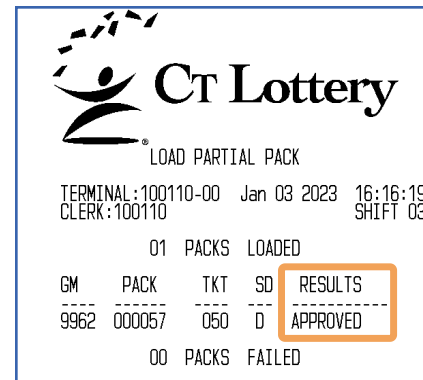 CT Lottery
®
LOAD PARTIAL PACK
TERMINAL:100110-00 Jan 03 2023 16:16:19
CLERK:100110 SHIFT 03
01 PACKS LOADED
GM PACK TKT SD RESULTS
---- ------ --- --- ------------
9962 000057 050 D APPROVED
00 PACKS FAILED